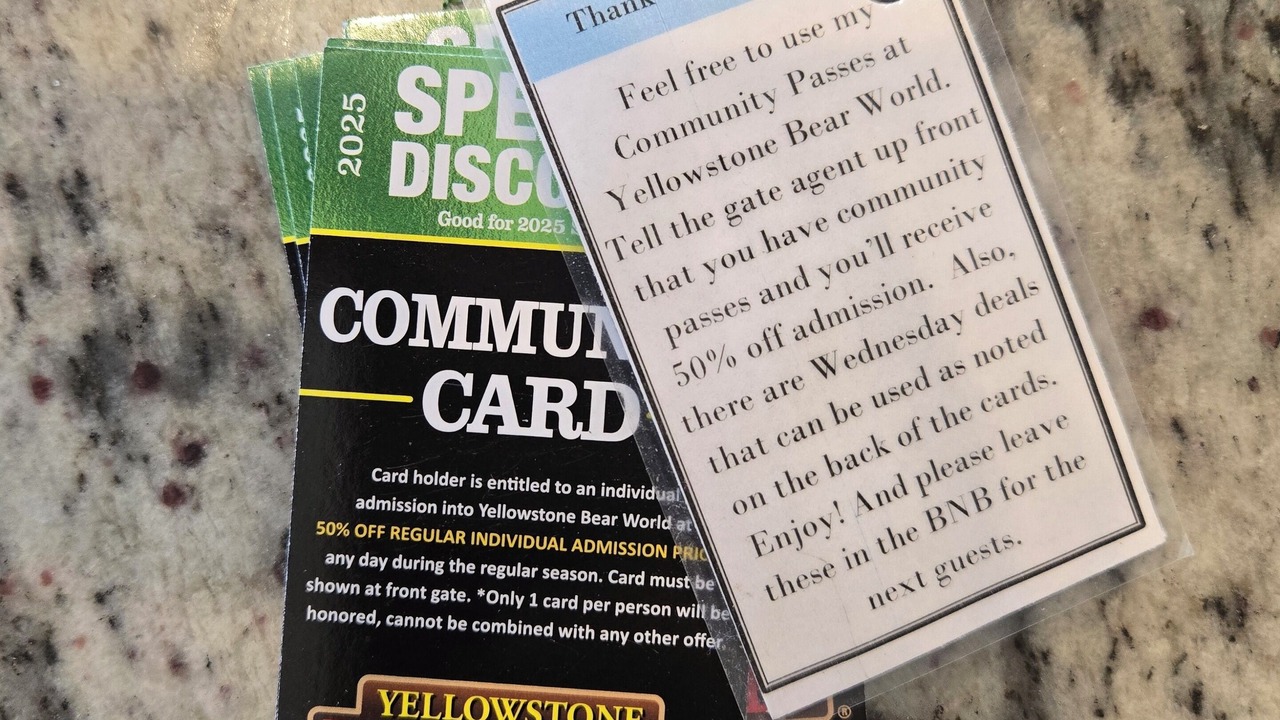 2025
SPE
DISCO
Good for 2025
COMMUN
CARD
Card holder is entitled to an individual
admission into Yellowstone Bear World at
50% OFF REGULAR INDIVIDUAL ADMISSION PRIC
any day during the regular season. Card must be
shown at front gate. *Only 1 card per person will be
honored, cannot be combined with any other offer.
YELLOWSTONE
®
Thank
Feel free to use my
Community Passes at
Yellowstone Bear World.
Tell the gate agent up front
that you have community
passes and you'll receive
50% off admission. Also,
there are Wednesday deals
that can be used as noted
on the back of the cards.
Enjoy! And please leave
these in the BNB for the
next guests.